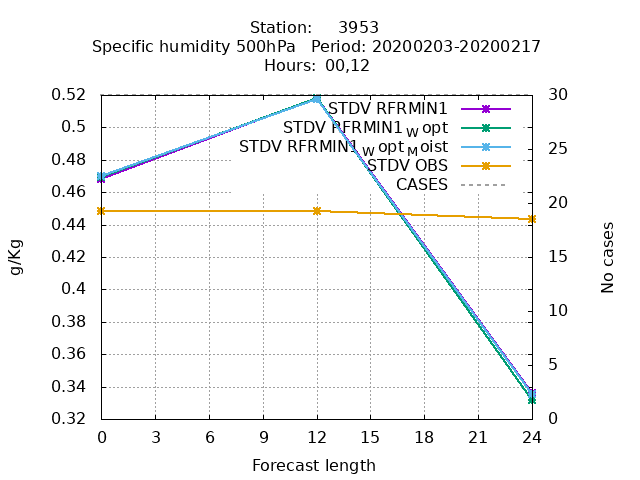 Station: 3953
Specific humidity 500hPa Period: 20200203-20200217
Hours: 00,12
0.52
0.5
0.48
0.46
0.44
0.42
0.4
0.38
0.36
0.34
0.32
30
25
20
15
10
5
0
STDV RFRMIN1
STDV RFRMIN1_W opt
STDV RFRMIN1_W opt_M oist
STDV OBS
CASES
g/Kg
No cases
0 3 6 9 12 15 18 21 24
Forecast length